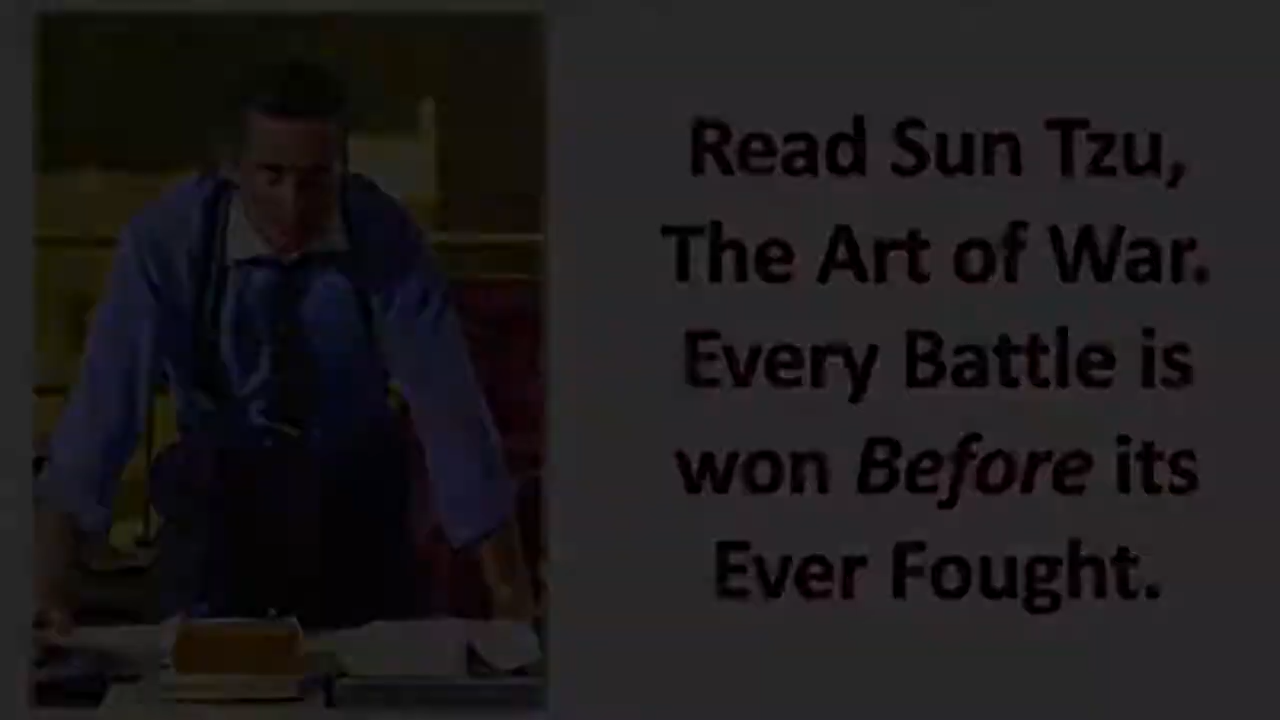 Read Sun Tzu,
The Art of War.
Every Battle is
won Before its
Ever Fought.